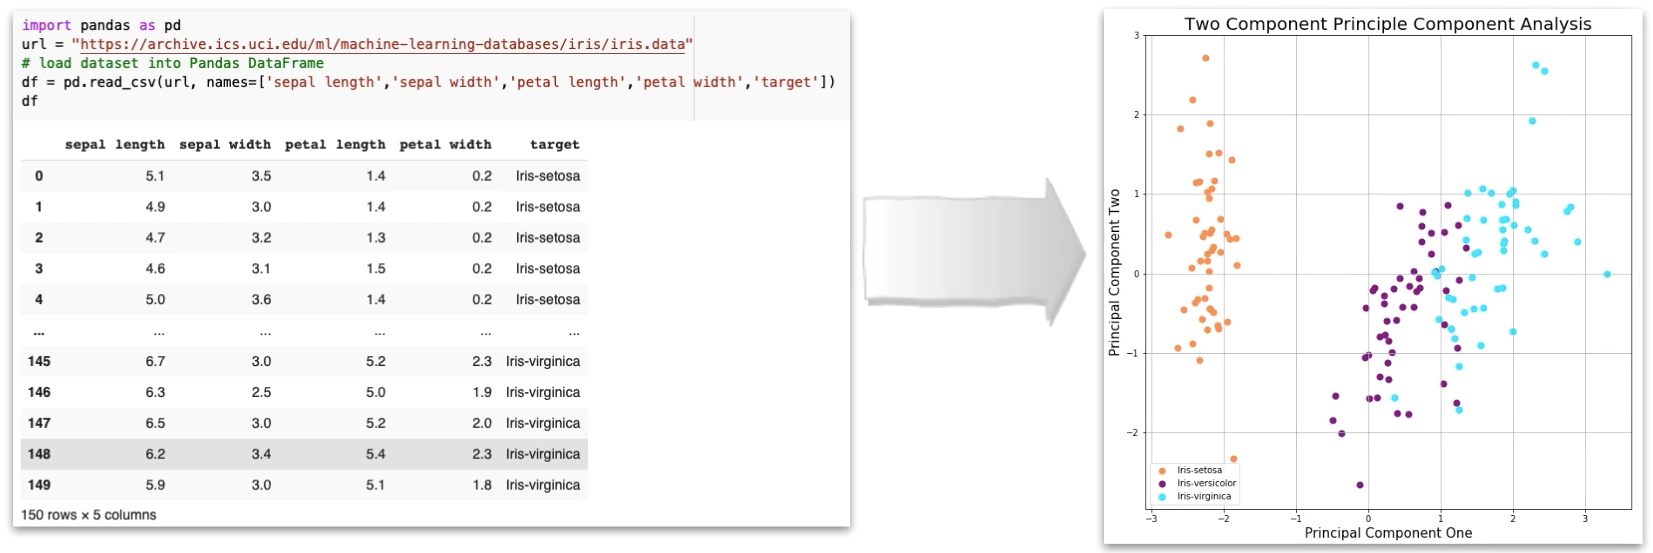 import pandas as pd
url = "https://archive.ics.uci.edu/ml/machine-learning-databases/iris/iris.data"
# load dataset into Pandas DataFrame
df = pd.read_csv(url, names=['sepal length','sepal width','petal length','petal width','target'])
df
sepal length sepal width petal length petal width target
0 5.1 3.5 1.4 0.2 Iris-setosa
1 4.9 3.0 1.4 0.2 Iris-setosa
2 4.7 3.2 1.3 0.2 Iris-setosa
3 4.6 3.1 1.5 0.2 Iris-setosa
4 5.0 3.6 1.4 0.2 Iris-setosa
... ... ... ... ... ...
145 6.7 3.0 5.2 2.3 Iris-virginica
146 6.3 2.5 5.0 1.9 Iris-virginica
147 6.5 3.0 5.2 2.0 Iris-virginica
148 6.2 3.4 5.4 2.3 Iris-virginica
149 5.9 3.0 5.1 1.8 Iris-virginica
150 rows × 5 columns
Two Component Principle Component Analysis
Principal Component Two
3
2
1
0
−1
−2
Iris-setosa
Iris-versicolor
Iris-virginica
−3 −2 −1 0 1 2 3
Principal Component One